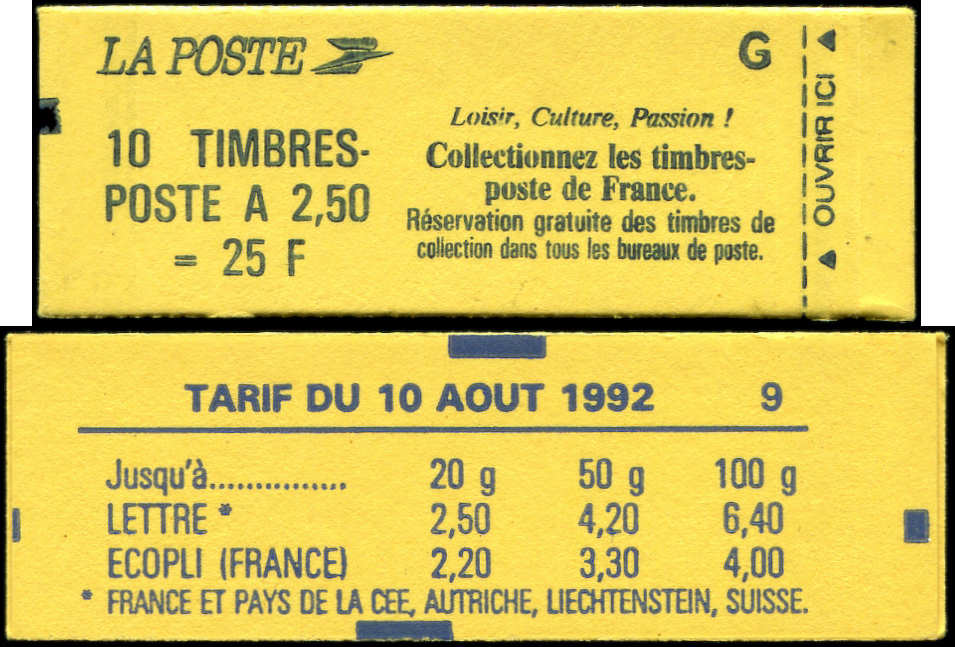 LA POSTE
G
10 TIMBRES-
POSTE A 2,50
= 25 F
Loisir, Culture, Passion !
Collectionnez les timbres-
poste de France.
Réservation gratuite des timbres de
collection dans tous les bureaux de poste.
OUVRIR ICI
TARIF DU 10 AOUT 1992 9
Jusqu'à............... 20 g 50 g 100 g
LETTRE * 2,50 4,20 6,40
ECOPLI (FRANCE) 2,20 3,30 4,00
* FRANCE ET PAYS DE LA CEE, AUTRICHE, LIECHTENSTEIN, SUISSE.